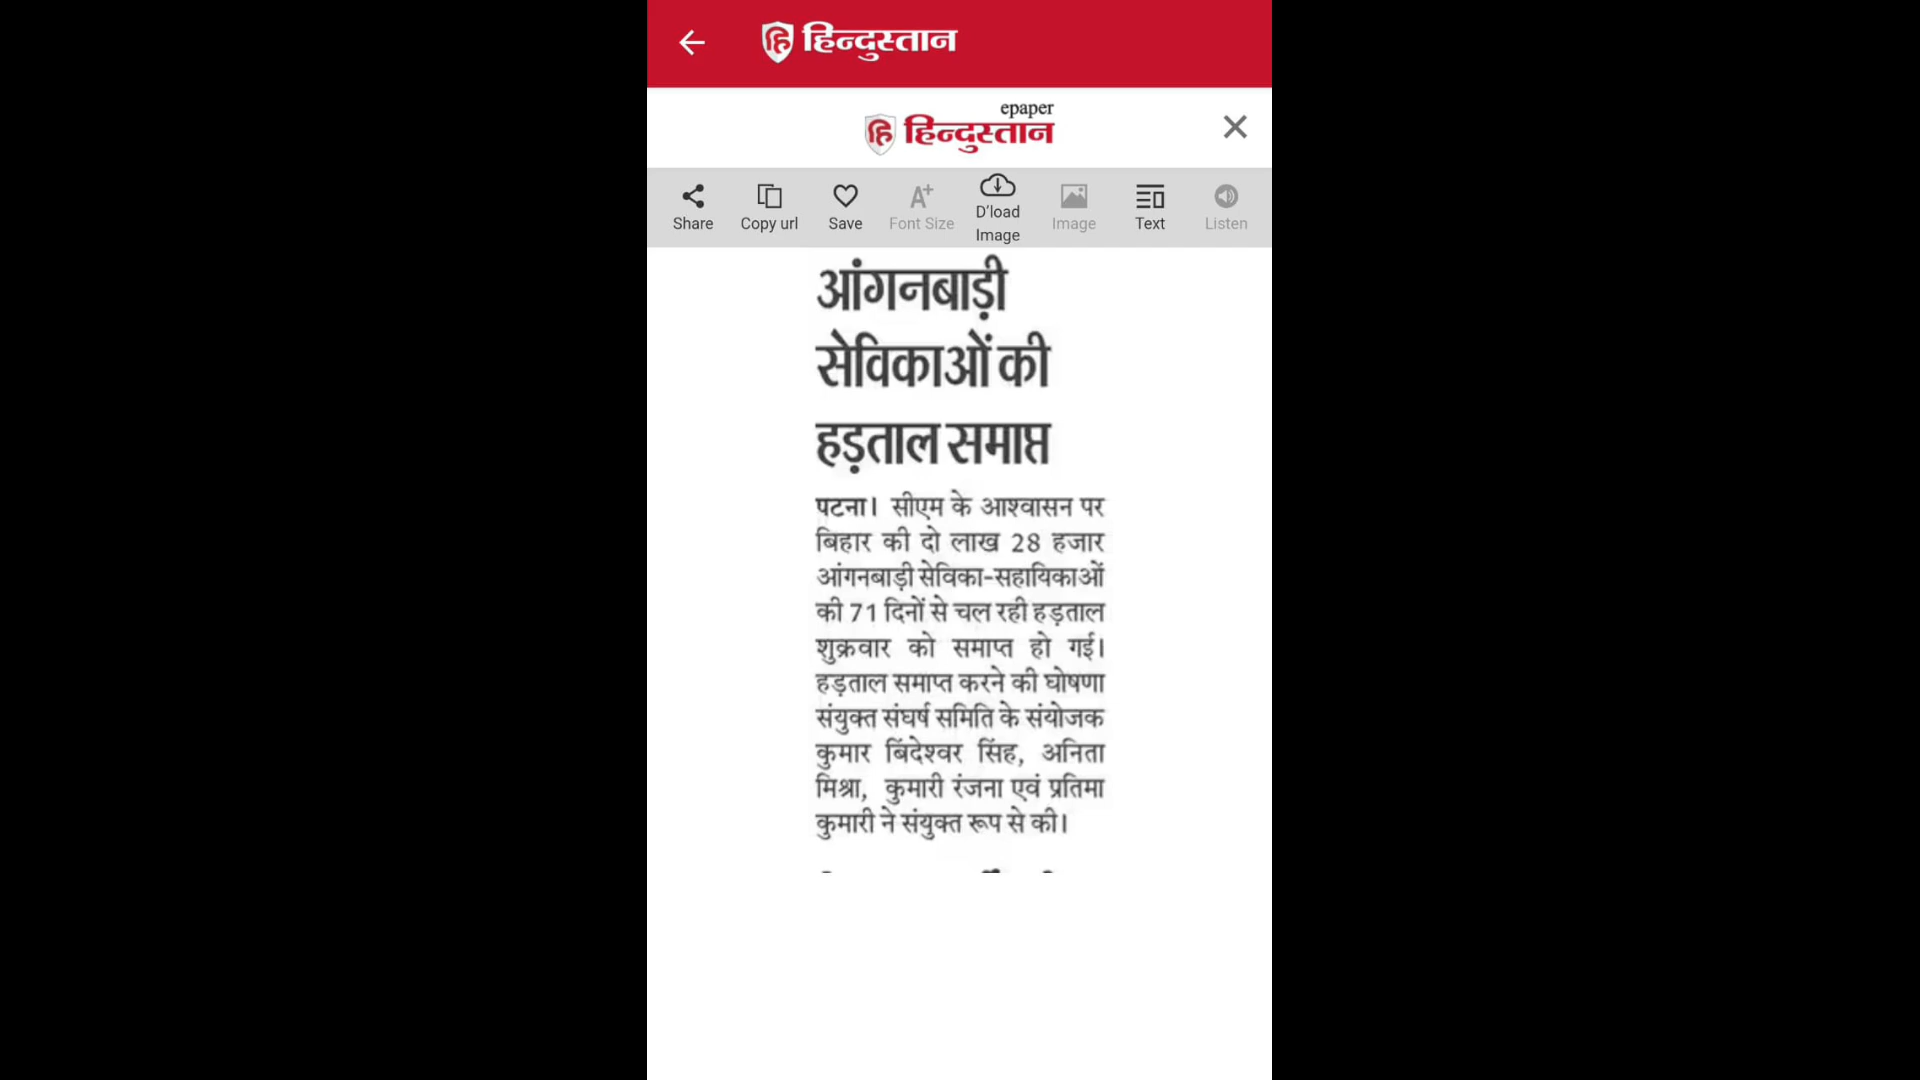 हिन्दुस्तान
epaper
हिन्दुस्तान
Share
Copy url
Save
A+
Font Size
D'load
Image
Image
Text
Listen
आंगनबाड़ी
सेविकाओं की
हड़ताल समाप्त
पटना। सीएम के आश्वासन पर
बिहार की दो लाख 28 हजार
आंगनबाड़ी सेविका-सहायिकाओं
की 71 दिनों से चल रही हड़ताल
शुक्रवार को समाप्त हो गई।
हड़ताल समाप्त करने की घोषणा
संयुक्त संघर्ष समिति के संयोजक
कुमार बिंदेश्वर सिंह, अनिता
मिश्रा, कुमारी रंजना एवं प्रतिमा
कुमारी ने संयुक्त रूप से की।